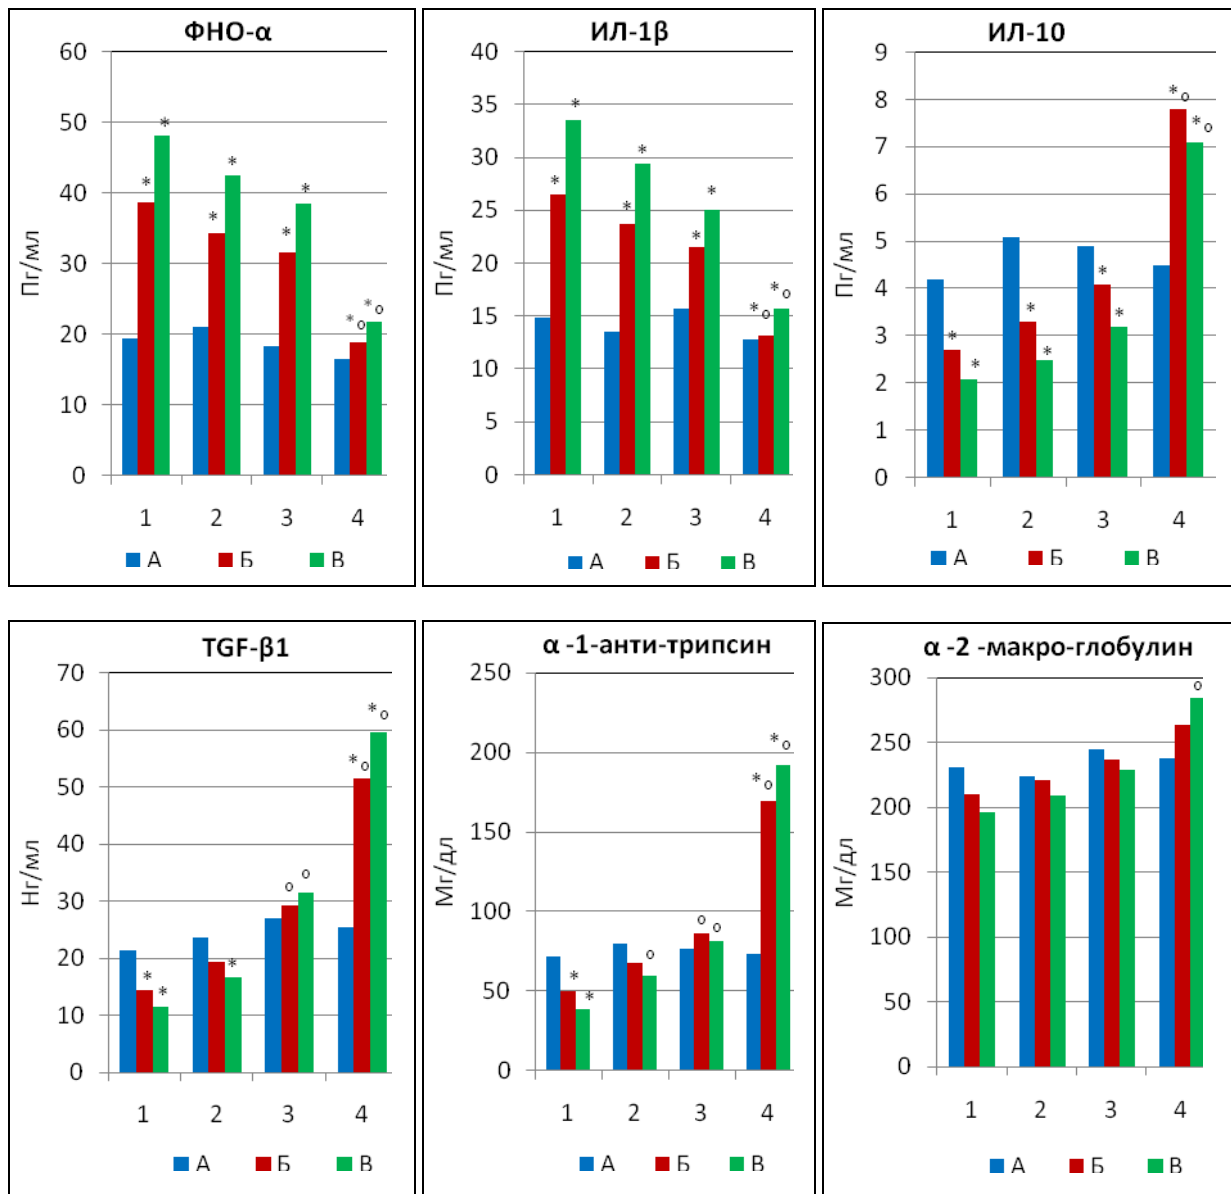 ФНО-α
60
50
40
30
20
10
0
Пг/мл
* * * * * * * o * o
1 2 3 4
А Б В
ИЛ-1β
40
35
30
25
20
15
10
5
0
Пг/мл
* * * * * * * o * o
1 2 3 4
А Б В
ИЛ-10
9
8
7
6
5
4
3
2
1
0
Пг/мл
* * * * * * * o * o
1 2 3 4
А Б В
TGF-β1
70
60
50
40
30
20
10
0
Нг/мл
* * * o o * o * o
1 2 3 4
А Б В
α -1-анти-трипсин
250
200
150
100
50
0
Мг/дл
* * o o o * o * o
1 2 3 4
А Б В
α -2 -макро-глобулин
300
250
200
150
100
50
0
Мг/дл
o
1 2 3 4
А Б В